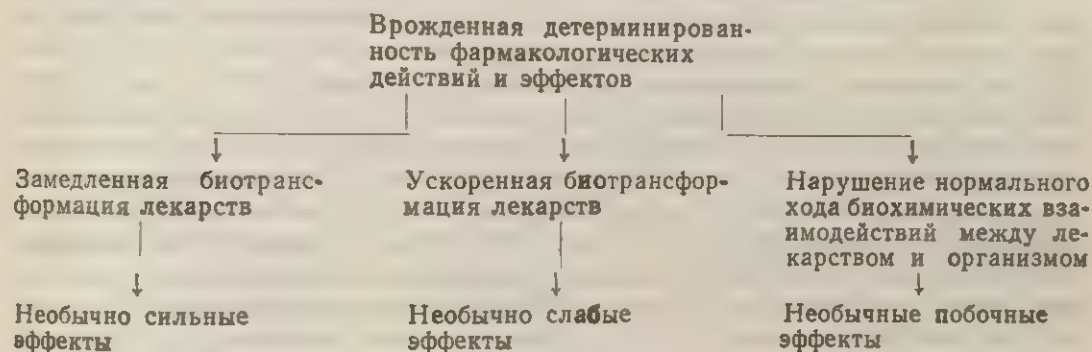 Врожденная детерминирован-
ность фармакологических
действий и эффектов
Замедленная биотранс-
формация лекарств
Ускоренная биотрансфор-
мация лекарств
Нарушение нормального
хода биохимических вза-
имодействий между ле-
карством и организмом
Необычно сильные
эффекты
Необычно слабые
эффекты
Необычные побочные
эффекты